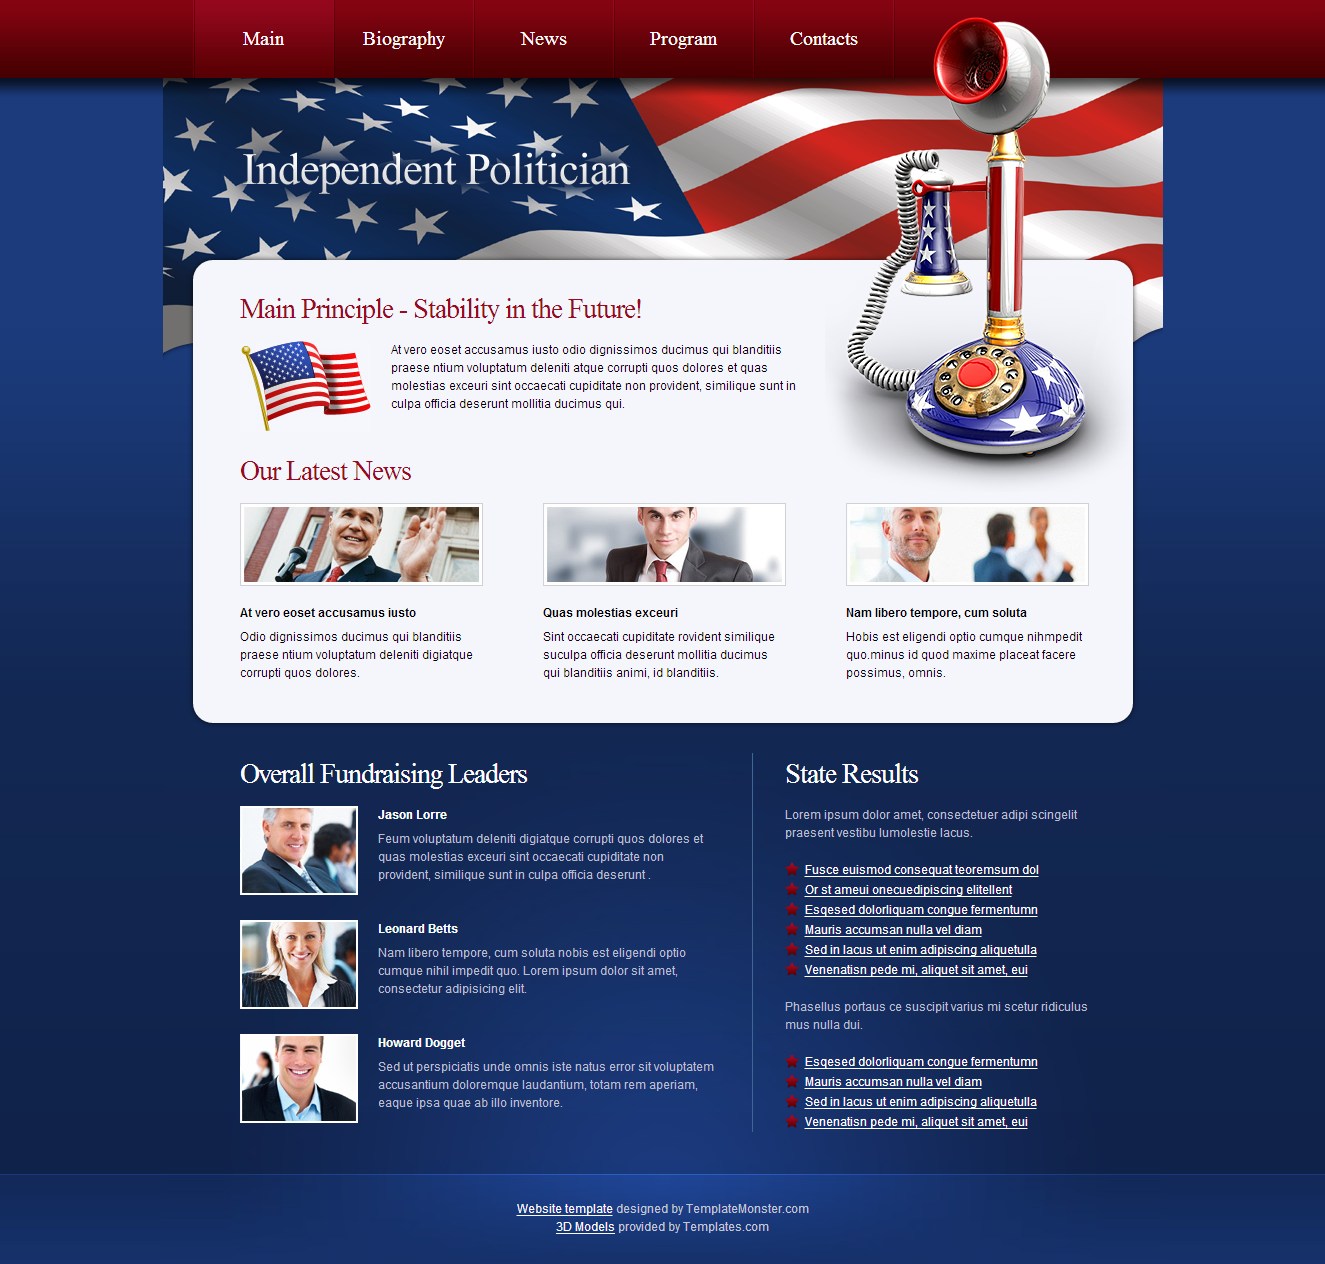 Main
Biography
News
Program
Contacts
Independent Politician
Main Principle - Stability in the Future!
At vero eoset accusamus iusto odio dignissimos ducimus qui blanditiis
praese ntium voluptatum deleniti atque corrupti quos dolores et quas
molestias exceuri sint occaecati cupiditate non provident, similique sunt in
culpa officia deserunt mollitia ducimus qui.
Our Latest News
At vero eoset accusamus iusto
Odio dignissimos ducimus qui blanditiis
praese ntium voluptatum deleniti digiatque
corrupti quos dolores.
Quas molestias exceuri
Sint occaecati cupiditate rovident similique
suculpa officia deserunt mollitia ducimus
qui blanditiis animi, id blanditiis.
Nam libero tempore, cum soluta
Hobis est eligendi optio cumque nihmpedit
quo.minus id quod maxime placeat facere
possimus, omnis.
Overall Fundraising Leaders
Jason Lorre
Feum voluptatum deleniti digiatque corrupti quos dolores et
quas molestias exceuri sint occaecati cupiditate non
provident, similique sunt in culpa officia deserunt .
Leonard Betts
Nam libero tempore, cum soluta nobis est eligendi optio
cumque nihil impedit quo. Lorem ipsum dolor sit amet,
consectetur adipisicing elit.
Howard Dogget
Sed ut perspiciatis unde omnis iste natus error sit voluptatem
accusantium doloremque laudantium, totam rem aperiam,
eaque ipsa quae ab illo inventore.
State Results
Lorem ipsum dolor amet, consectetuer adipi scingelit
praesent vestibu lumolestie lacus.
Fusce euismod consequat teoremsum dol
Or st ameui onecuedipiscing elitellent
Esqesed dolorliquam congue fermentumn
Mauris accumsan nulla vel diam
Sed in lacus ut enim adipiscing aliquetulla
Venenatisn pede mi, aliquet sit amet, eui
Phasellus portaus ce suscipit varius mi scetur ridiculus
mus nulla dui.
Esqesed dolorliquam congue fermentumn
Mauris accumsan nulla vel diam
Sed in lacus ut enim adipiscing aliquetulla
Venenatisn pede mi, aliquet sit amet, eui
Website template designed by TemplateMonster.com
3D Models provided by Templates.com